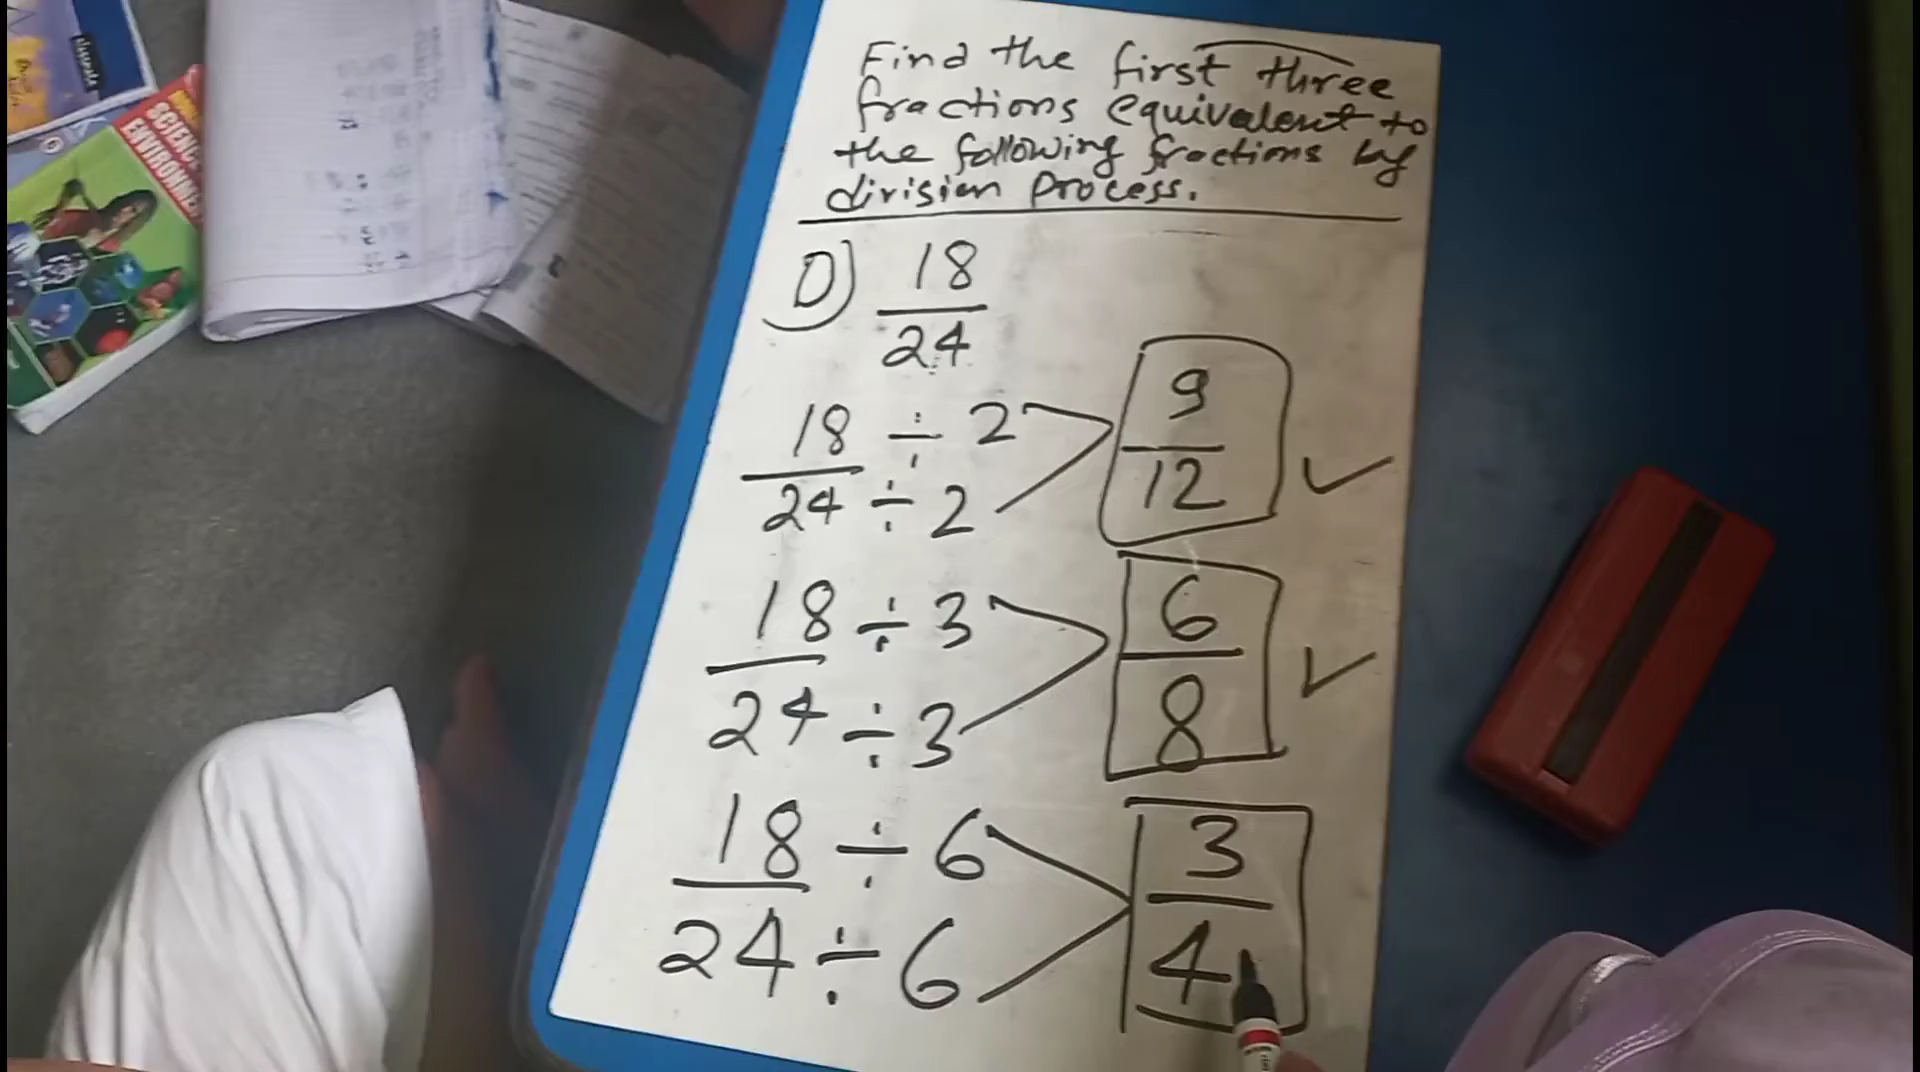 SCIENCE
Find the first three
fractions equivalent to
the following fractions by
division process.
D) 18/24
18 ÷ 2
24 ÷ 2
9/12 ✓
18 ÷ 3
24 ÷ 3
6/8 ✓
18 ÷ 6
24 ÷ 6
3/4